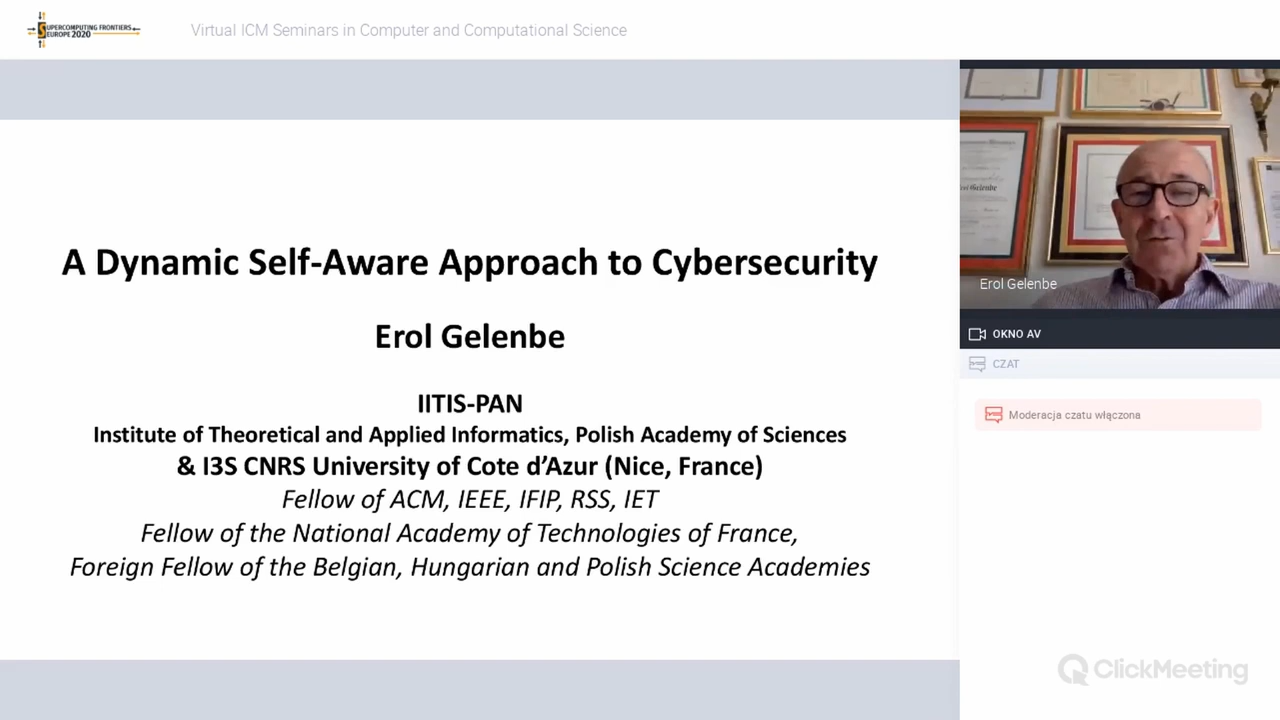 SUPERCOMPUTING FRONTIERS
EUROPE 2020
Virtual ICM Seminars in Computer and Computational Science
A Dynamic Self-Aware Approach to Cybersecurity
Erol Gelenbe
IITIS-PAN
Institute of Theoretical and Applied Informatics, Polish Academy of Sciences
& I3S CNRS University of Cote d’Azur (Nice, France)
Fellow of ACM, IEEE, IFIP, RSS, IET
Fellow of the National Academy of Technologies of France,
Foreign Fellow of the Belgian, Hungarian and Polish Science Academies
Gelenbe
Erol Gelenbe
OKNO AV
CZAT
Moderacja czatu włączona
ClickMeeting